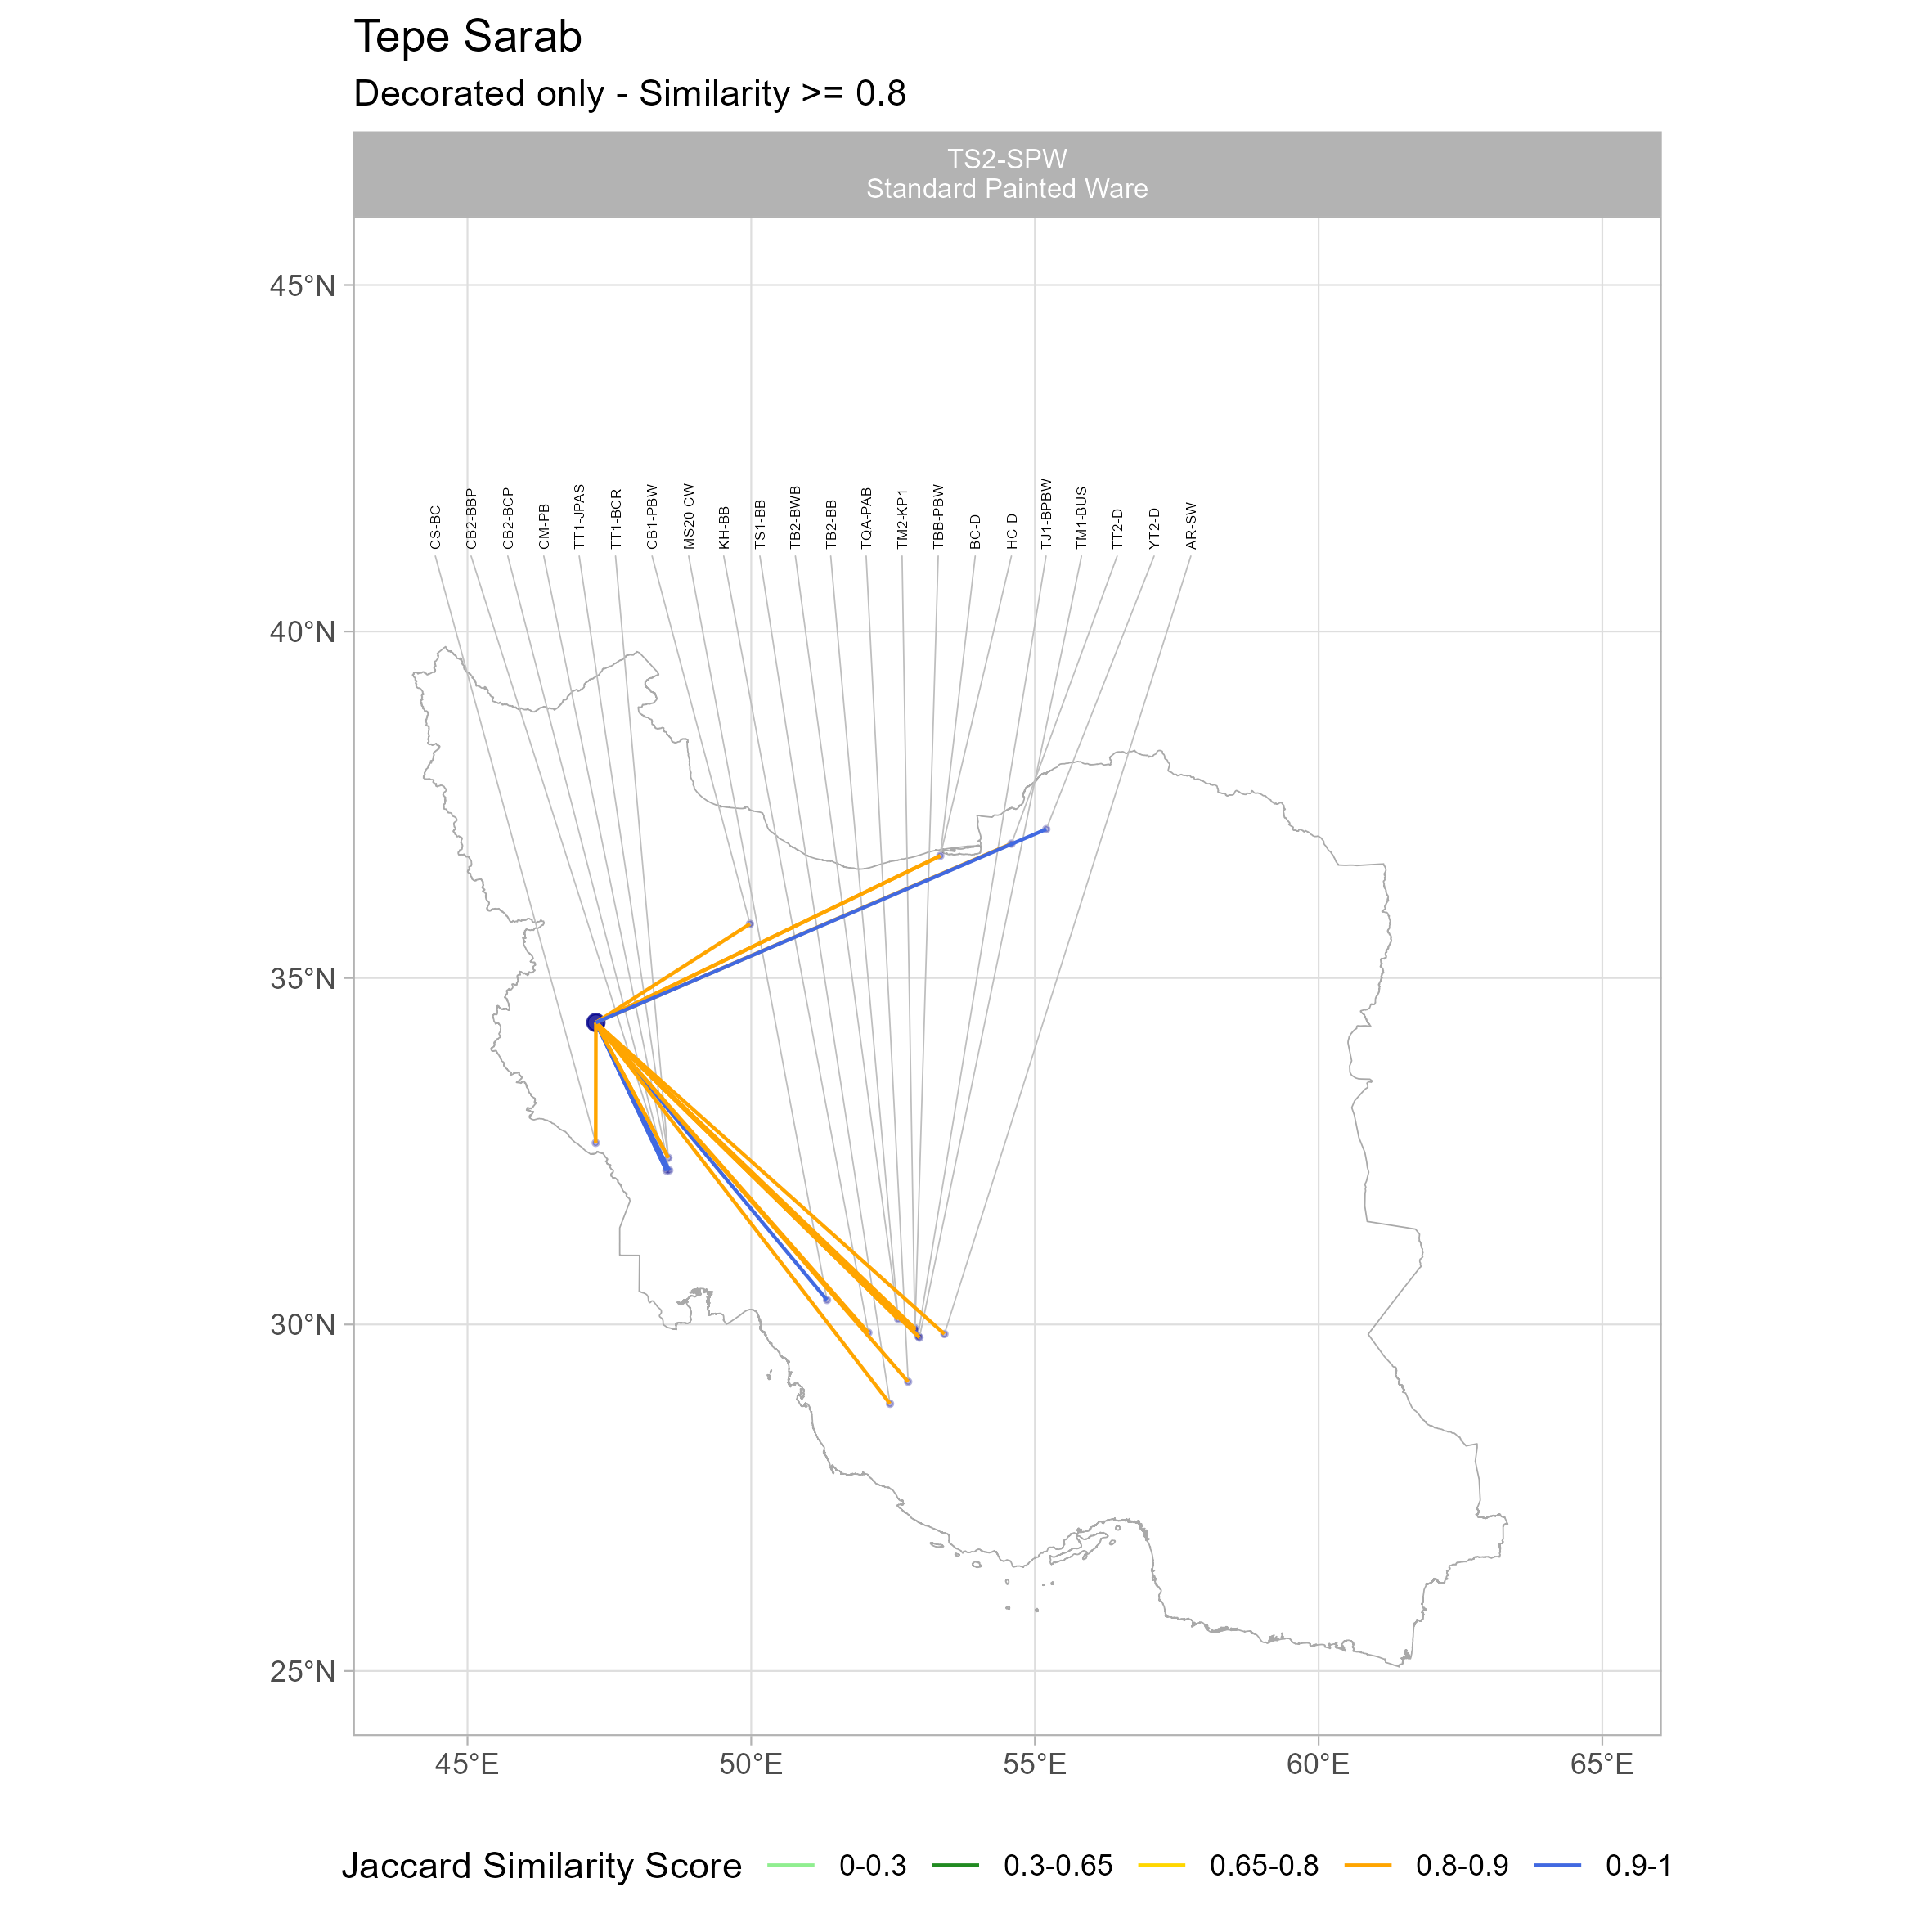 Tepe Sarab
Decorated only - Similarity >= 0.8
TS2-SPW
Standard Painted Ware
45°N
40°N
35°N
30°N
25°N
CS-BC
CB2-BBP
CB2-BCP
CM-PB
TT1-JPAS
TT1-BCR
CB1-PBW
MS20-CW
KH-BB
TS1-BB
TB2-BWB
TB2-BB
TQA-PAB
TM2-KP1
TBB-PBW
BC-D
HC-D
TJ1-BPBW
TM1-BUS
TT2-D
YT2-D
AR-SW
45°E 50°E 55°E 60°E 65°E
Jaccard Similarity Score 0-0.3 0.3-0.65 0.65-0.8 0.8-0.9 0.9-1